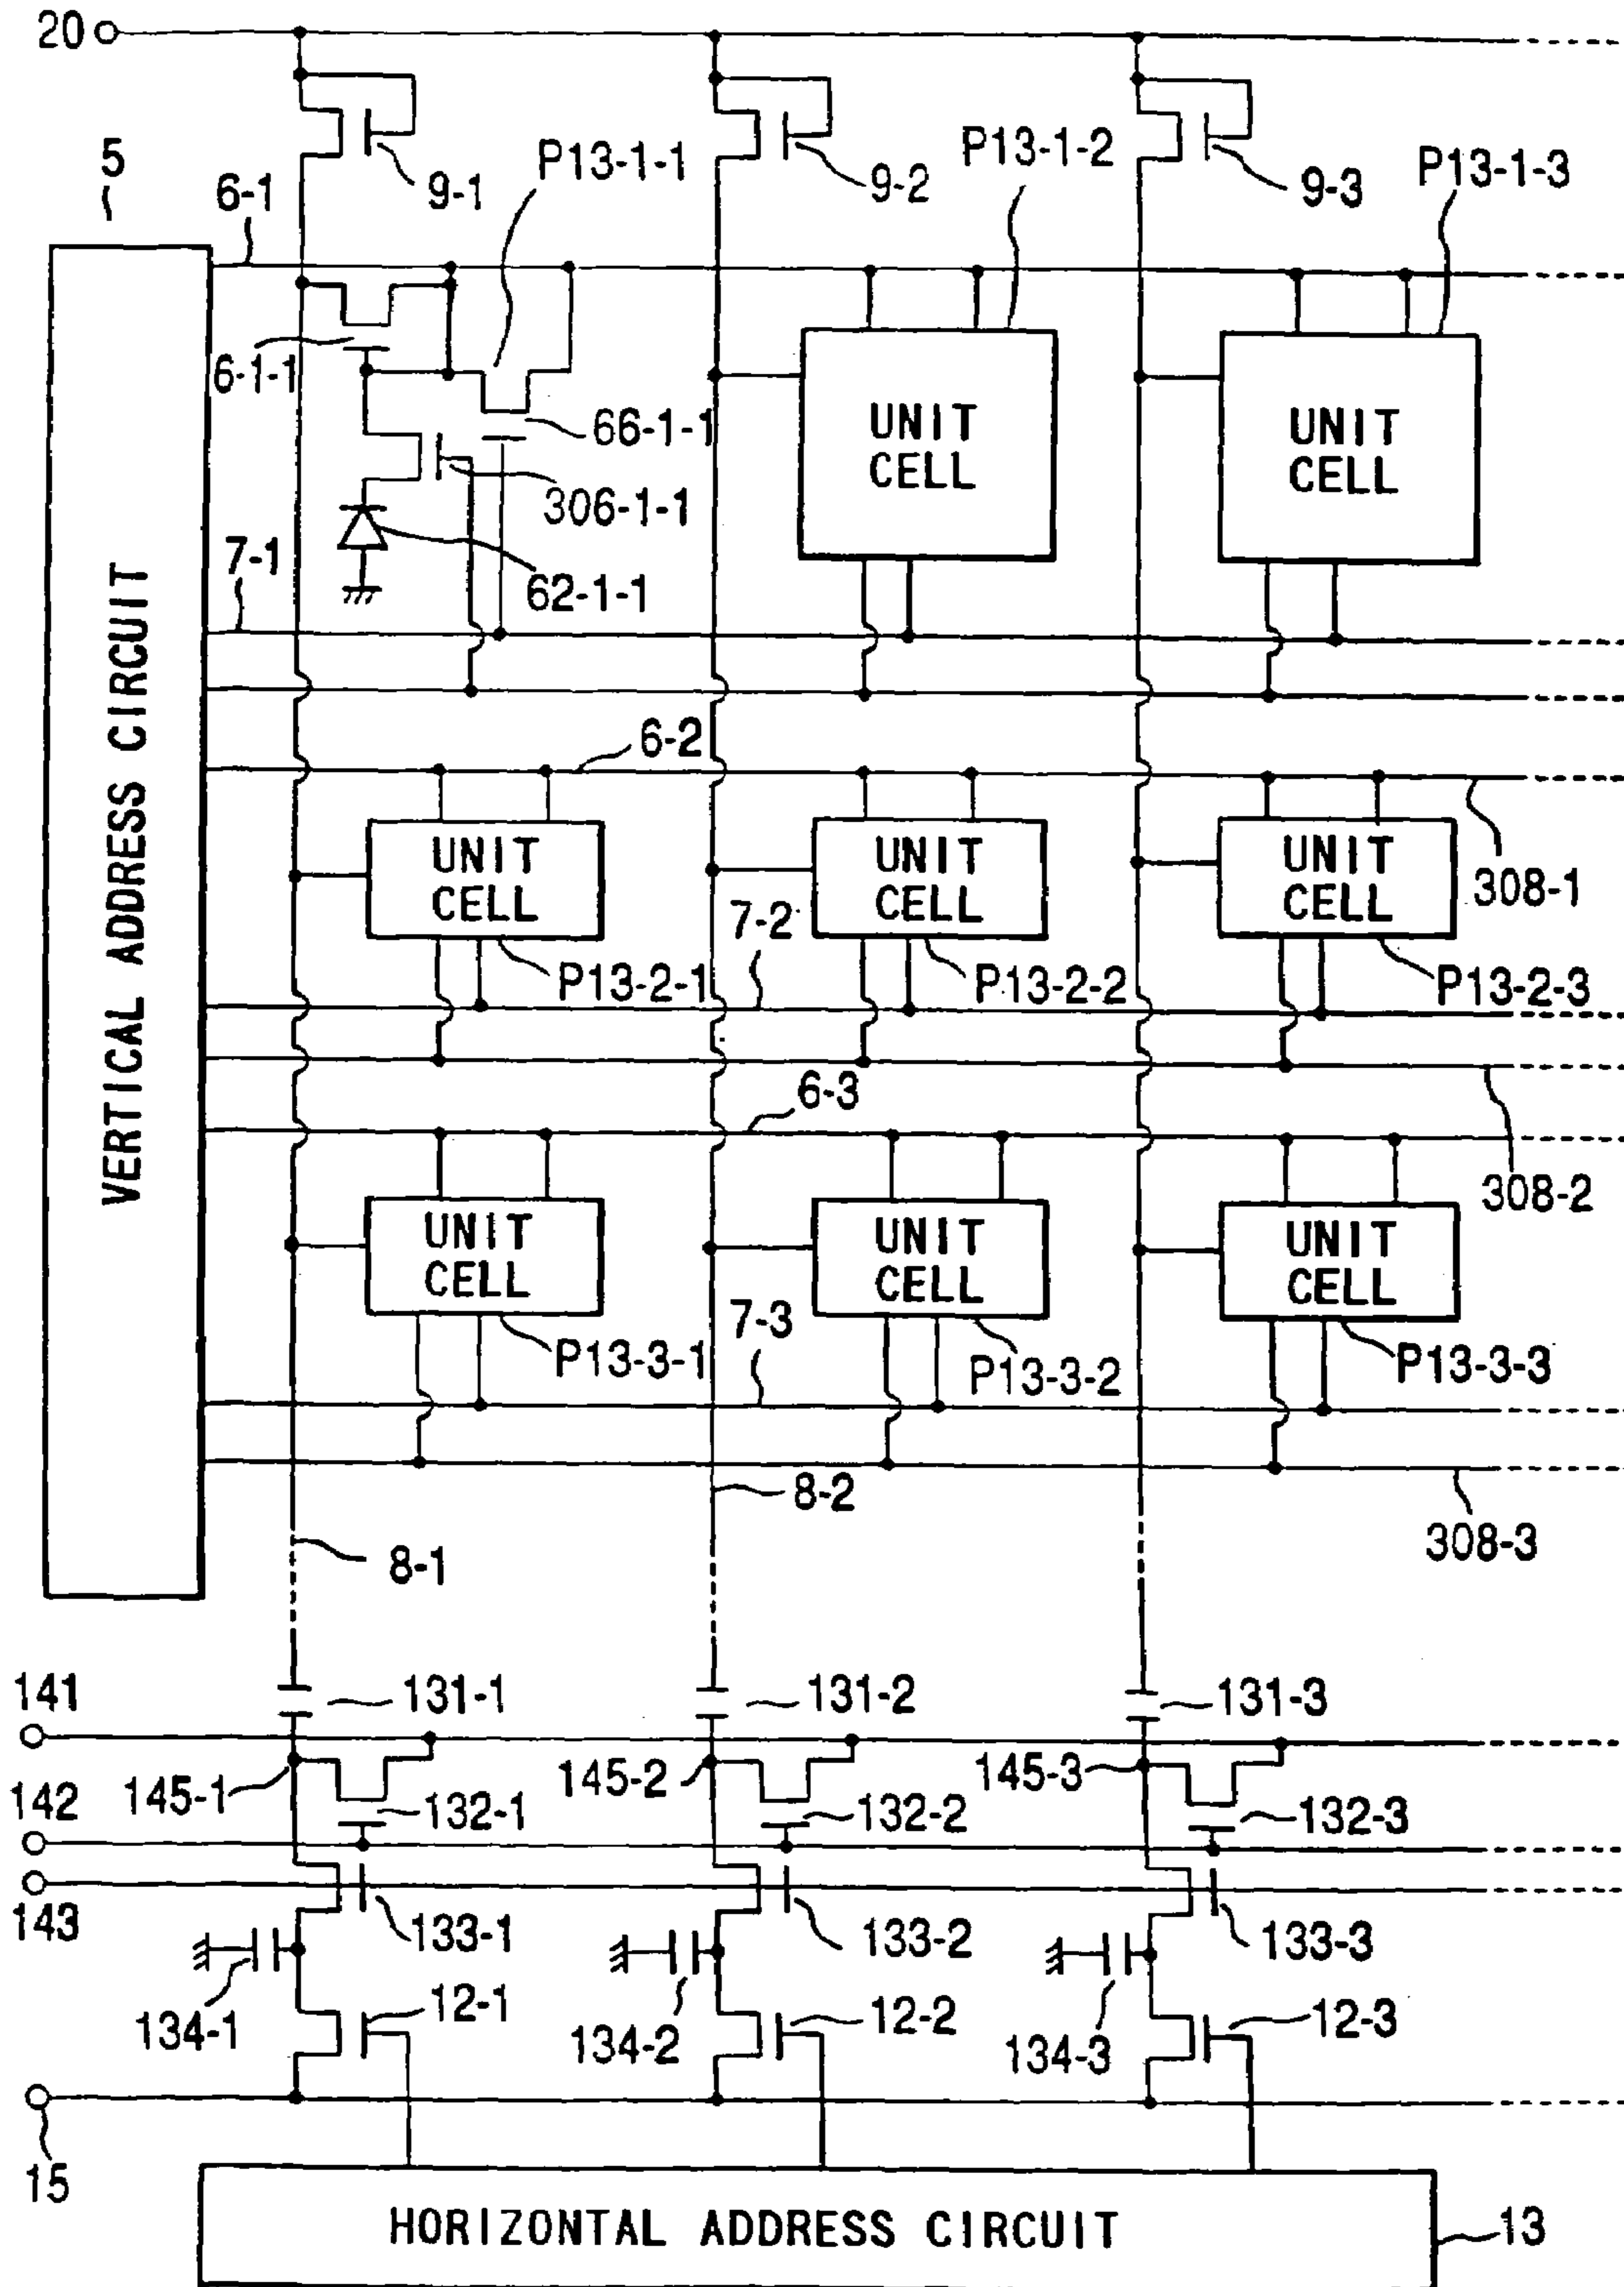 20
5
9-1
P13-1-1
9-2
P13-1-2
9-3
P13-1-3
6-1
6-1-1
66-1-1
306-1-1
62-1-1
UNIT
CELL
UNIT
CELL
7-1
VERTICAL ADDRESS CIRCUIT
6-2
UNIT
CELL
UNIT
CELL
UNIT
CELL
308-1
7-2
P13-2-1
P13-2-2
P13-2-3
6-3
308-2
UNIT
CELL
UNIT
CELL
UNIT
CELL
7-3
P13-3-1
P13-3-2
P13-3-3
8-2
308-3
8-1
141
131-1
131-2
131-3
145-1
145-2
145-3
142
132-1
132-2
132-3
143
133-1
133-2
133-3
134-1
12-1
134-2
12-2
134-3
12-3
15
HORIZONTAL ADDRESS CIRCUIT
13